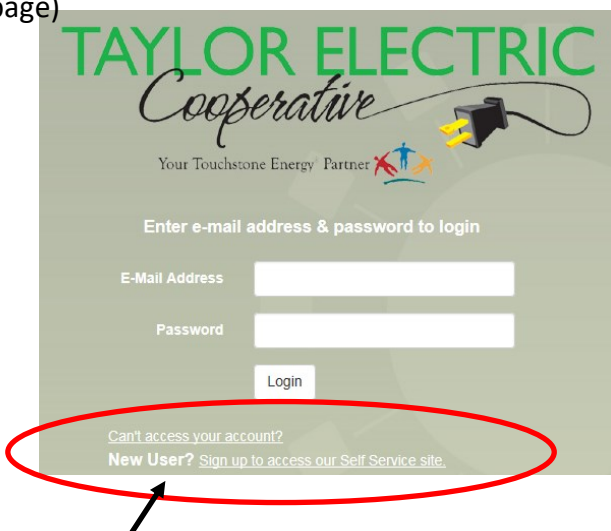 page)
TAYLOR ELECTRIC
Cooperative
Your Touchstone Energy® Partner
Enter e-mail address & password to login
E-Mail Address
Password
Login
Can't access your account?
New User? Sign up to access our Self Service site.